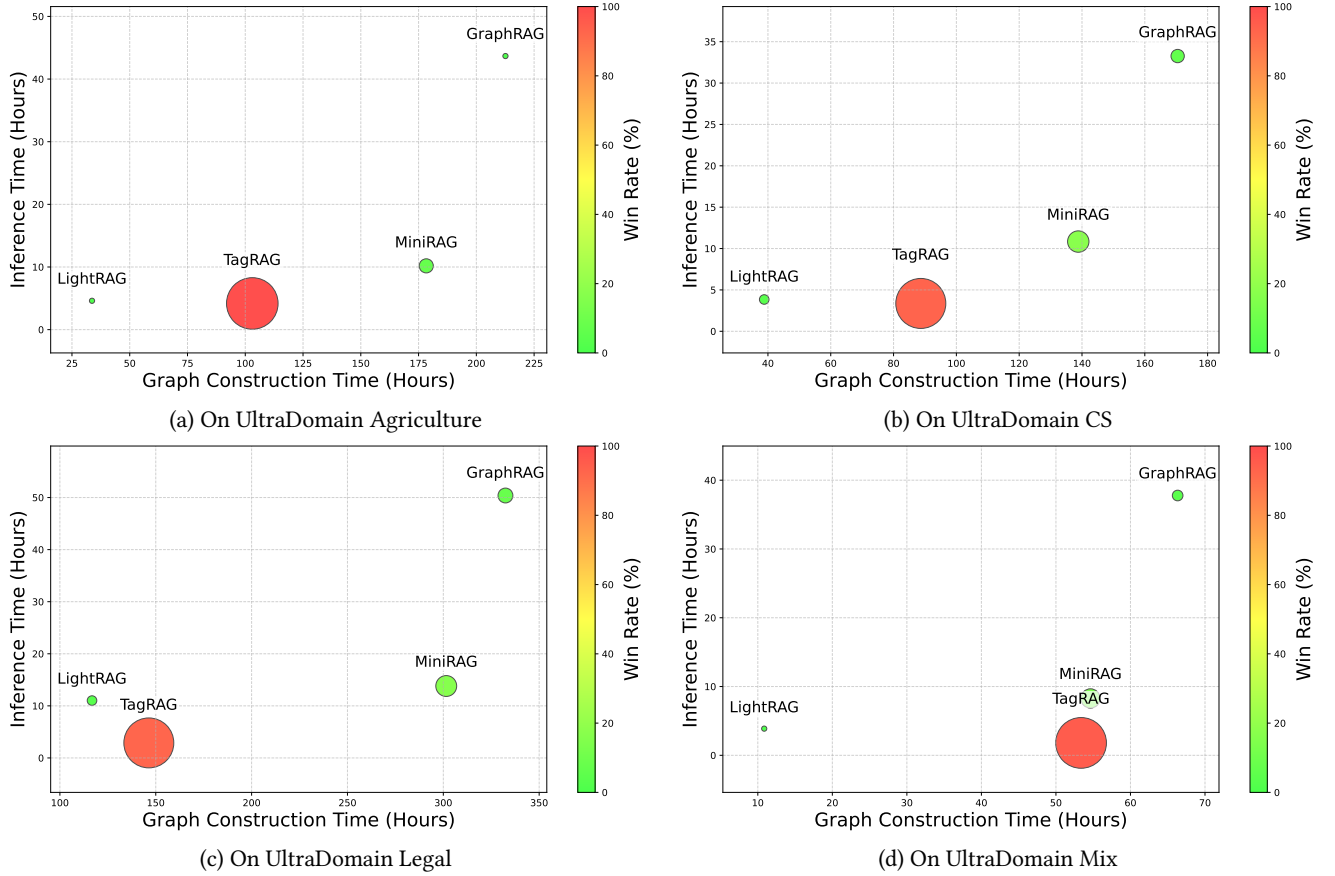 50
40
30
20
10
0
Inference Time (Hours)
GraphRAG
MiniRAG
TagRAG
LightRAG
25
50
75
100
125
150
175
200
225
Graph Construction Time (Hours)
100
80
60
40
20
0
Win Rate (%)
(a) On UltraDomain Agriculture
35
30
25
20
15
10
5
0
Inference Time (Hours)
GraphRAG
MiniRAG
TagRAG
LightRAG
40
60
80
100
120
140
160
180
Graph Construction Time (Hours)
100
80
60
40
20
0
Win Rate (%)
(b) On UltraDomain CS
50
40
30
20
10
0
Inference Time (Hours)
GraphRAG
MiniRAG
LightRAG
TagRAG
100
150
200
250
300
350
Graph Construction Time (Hours)
100
80
60
40
20
0
Win Rate (%)
(c) On UltraDomain Legal
40
30
20
10
0
Inference Time (Hours)
GraphRAG
MiniRAG
TagRAG
LightRAG
10
20
30
40
50
60
70
Graph Construction Time (Hours)
100
80
60
40
20
0
Win Rate (%)
(d) On UltraDomain Mix